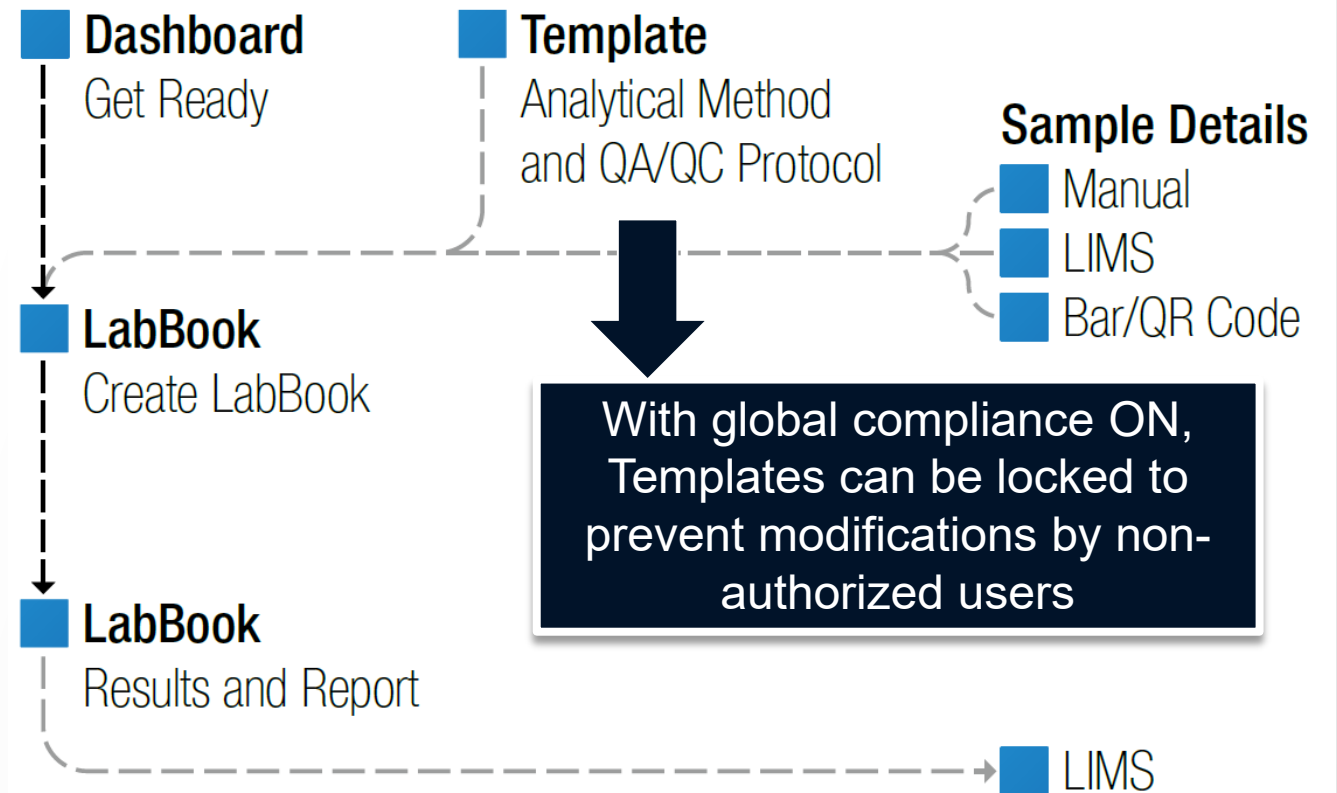 Dashboard
Get Ready
Template
Analytical Method
and QA/QC Protocol
Sample Details
Manual
LIMS
Bar/QR Code
LabBook
Create LabBook
With global compliance ON,
Templates can be locked to
prevent modifications by non-
authorized users
LabBook
Results and Report
LIMS